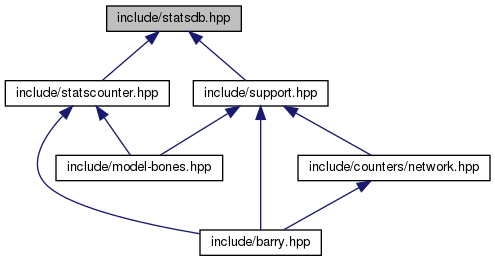 include/statsdb.hpp
include/statscounter.hpp
include/support.hpp
include/model-bones.hpp
include/counters/network.hpp
include/barry.hpp